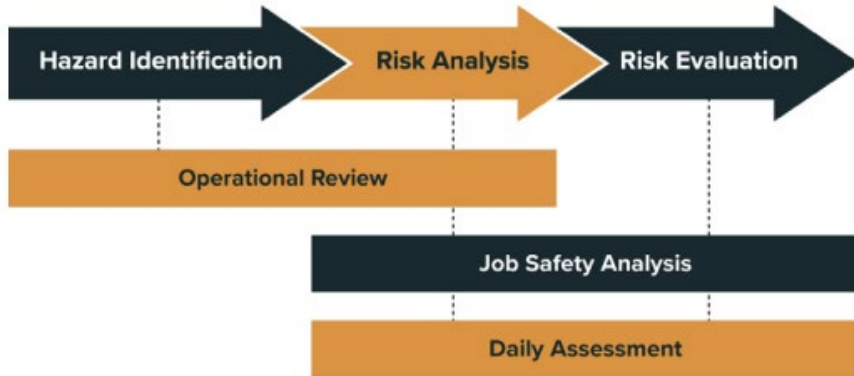 Hazard Identification
Risk Analysis
Risk Evaluation
Operational Review
Job Safety Analysis
Daily Assessment